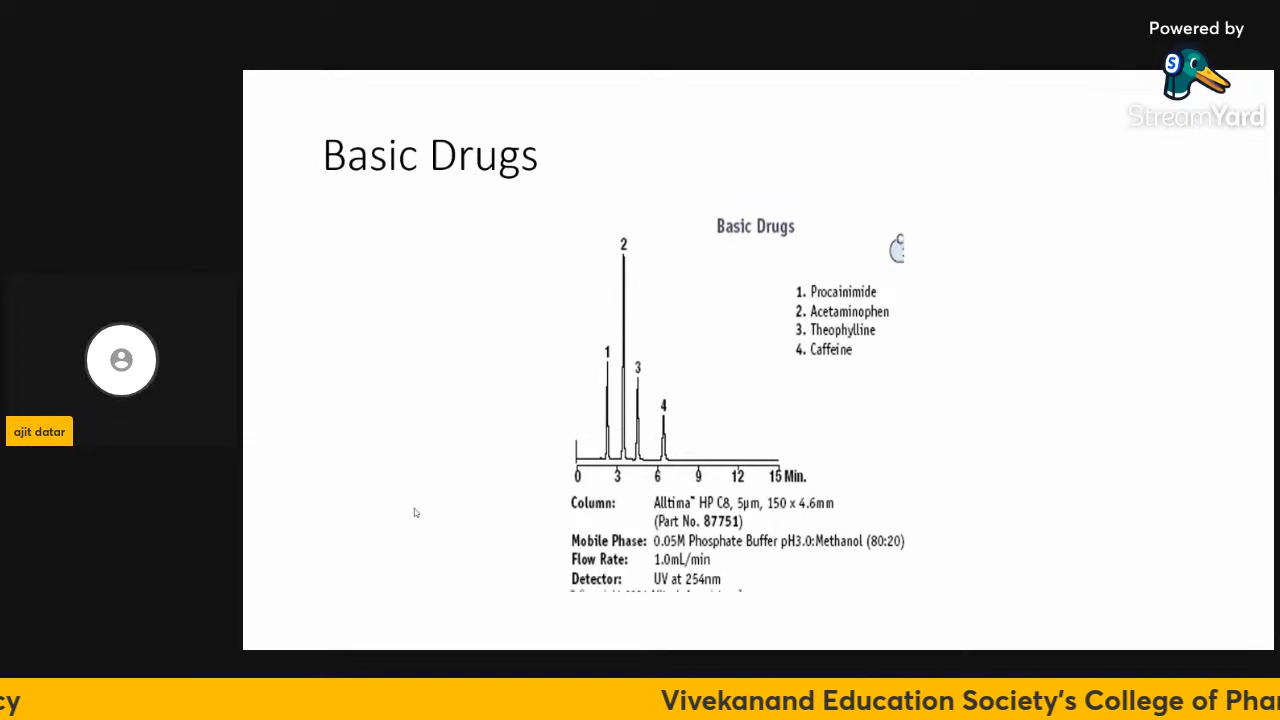 Powered by
StreamYard
Basic Drugs
Basic Drugs
2
1. Procainimide
2. Acetaminophen
3. Theophylline
4. Caffeine
1
3
4
0 3 6 9 12 15 Min.
Column: Alltima™ HP C8, 5µm, 150 x 4.6mm
(Part No. 87751)
Mobile Phase: 0.05M Phosphate Buffer pH3.0:Methanol (80:20)
Flow Rate: 1.0mL/min
Detector: UV at 254nm
ajit datar
cy Vivekanand Education Society's College of Phar